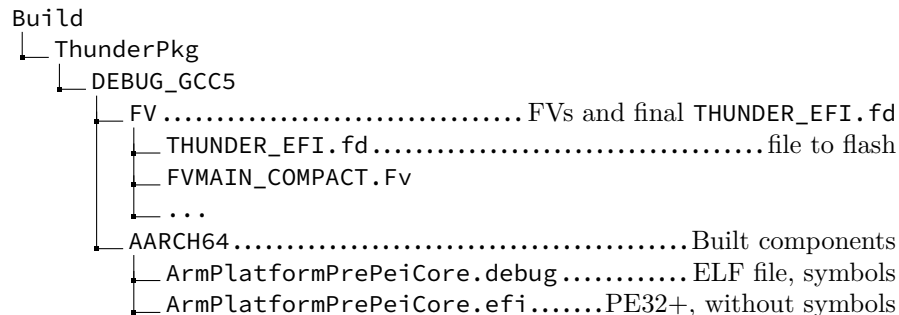 Build
ThunderPkg
DEBUG_GCC5
FV.................................FVs and final THUNDER_EFI.fd
THUNDER_EFI.fd....................................file to flash
FVMAIN_COMPACT.Fv
...
AARCH64..........................................Built components
ArmPlatformPrePeiCore.debug............ELF file, symbols
ArmPlatformPrePeiCore.efi.......PE32+, without symbols